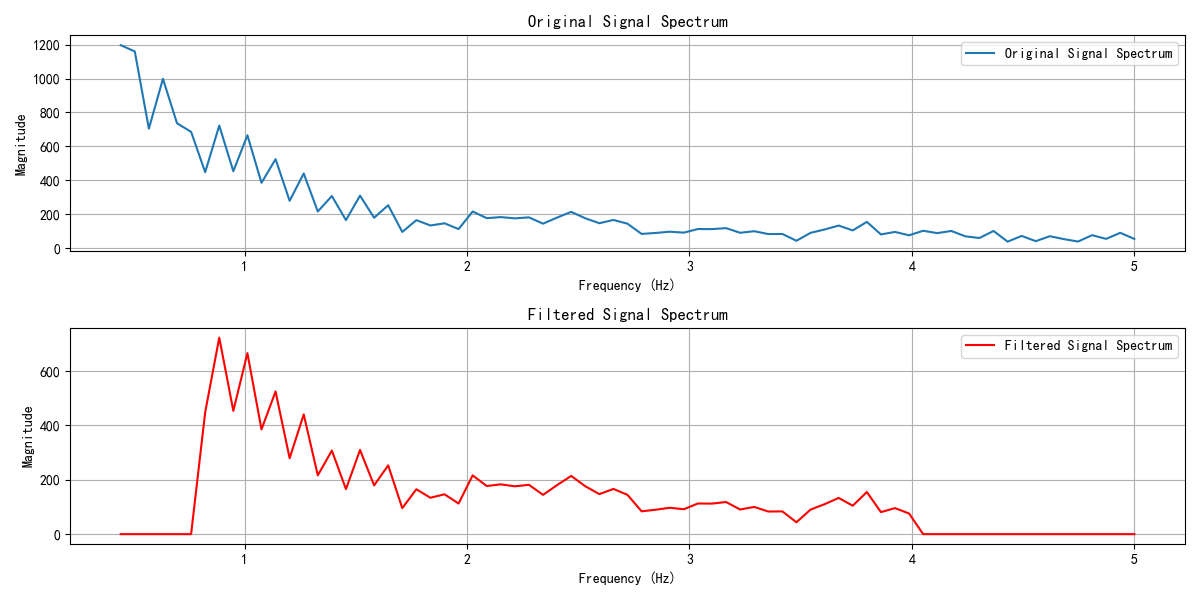 Original Signal Spectrum
1200
1000
800
600
400
200
0
Magnitude
Original Signal Spectrum
1 2 3 4 5
Frequency (Hz)
Filtered Signal Spectrum
600
400
200
0
Magnitude
Filtered Signal Spectrum
1 2 3 4 5
Frequency (Hz)